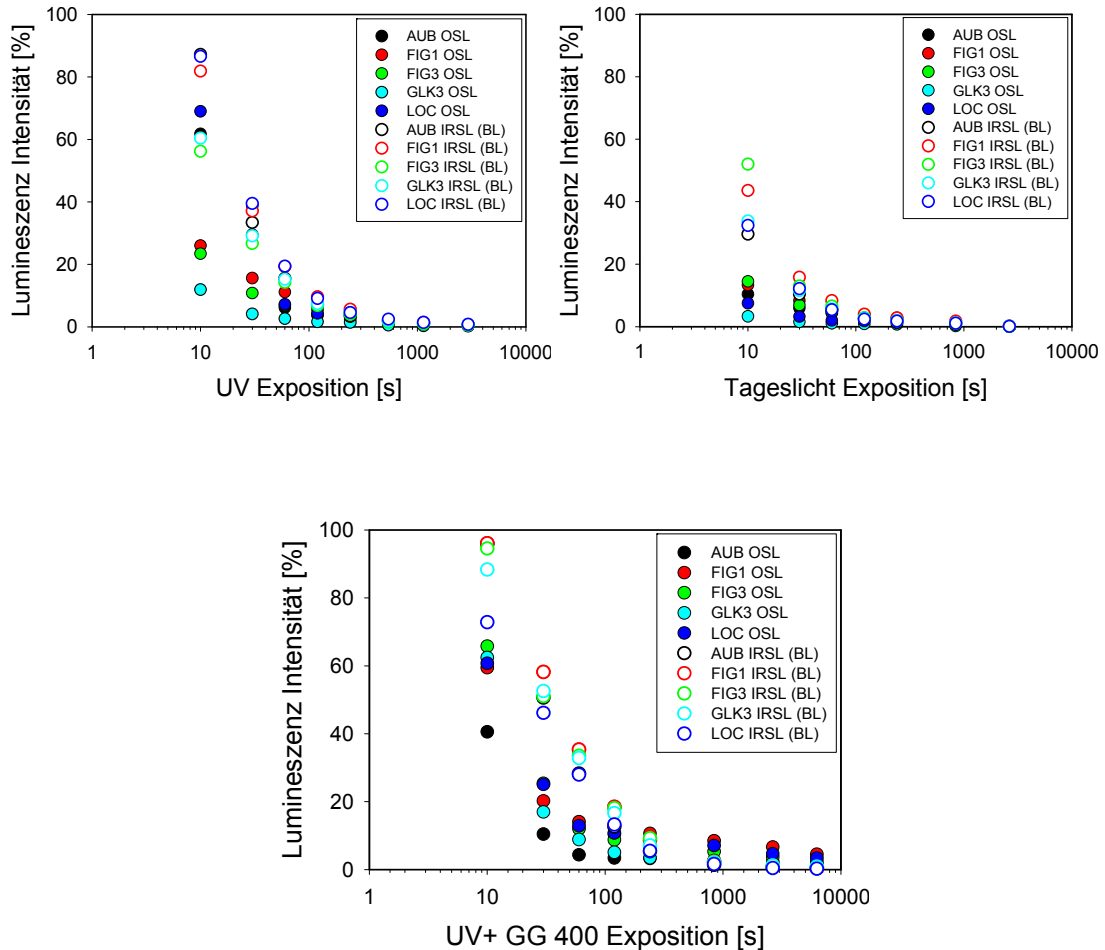 Lumineszenz Intensität [%]
100
80
60
40
20
0
1
10
100
1000
10000
UV Exposition [s]
AUB OSL
FIG1 OSL
FIG3 OSL
GLK3 OSL
LOC OSL
AUB IRSL (BL)
FIG1 IRSL (BL)
FIG3 IRSL (BL)
GLK3 IRSL (BL)
LOC IRSL (BL)
Lumineszenz Intensität [%]
100
80
60
40
20
0
1
10
100
1000
10000
Tageslicht Exposition [s]
AUB OSL
FIG1 OSL
FIG3 OSL
GLK3 OSL
LOC OSL
AUB IRSL (BL)
FIG1 IRSL (BL)
FIG3 IRSL (BL)
GLK3 IRSL (BL)
LOC IRSL (BL)
Lumineszenz Intensität [%]
100
80
60
40
20
0
1
10
100
1000
10000
UV+ GG 400 Exposition [s]
AUB OSL
FIG1 OSL
FIG3 OSL
GLK3 OSL
LOC OSL
AUB IRSL (BL)
FIG1 IRSL (BL)
FIG3 IRSL (BL)
GLK3 IRSL (BL)
LOC IRSL (BL)